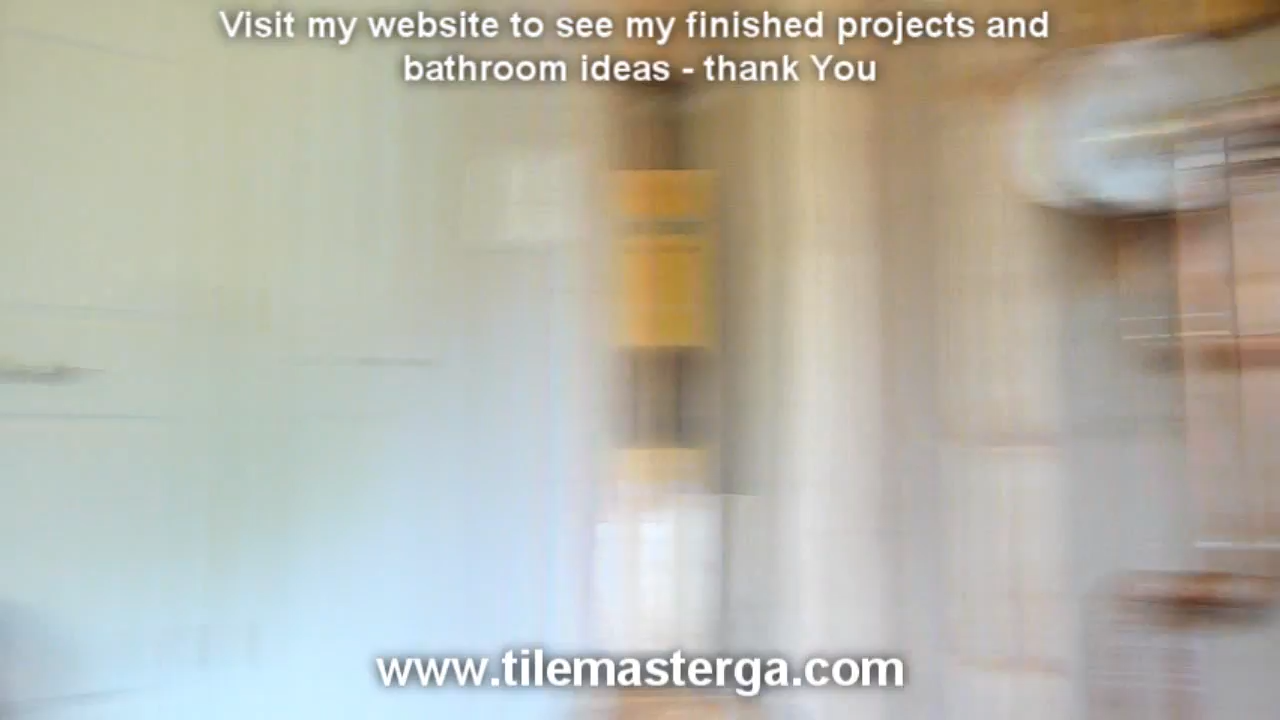 Visit my website to see my finished projects and
bathroom ideas - thank You
www.tilemasterga.com